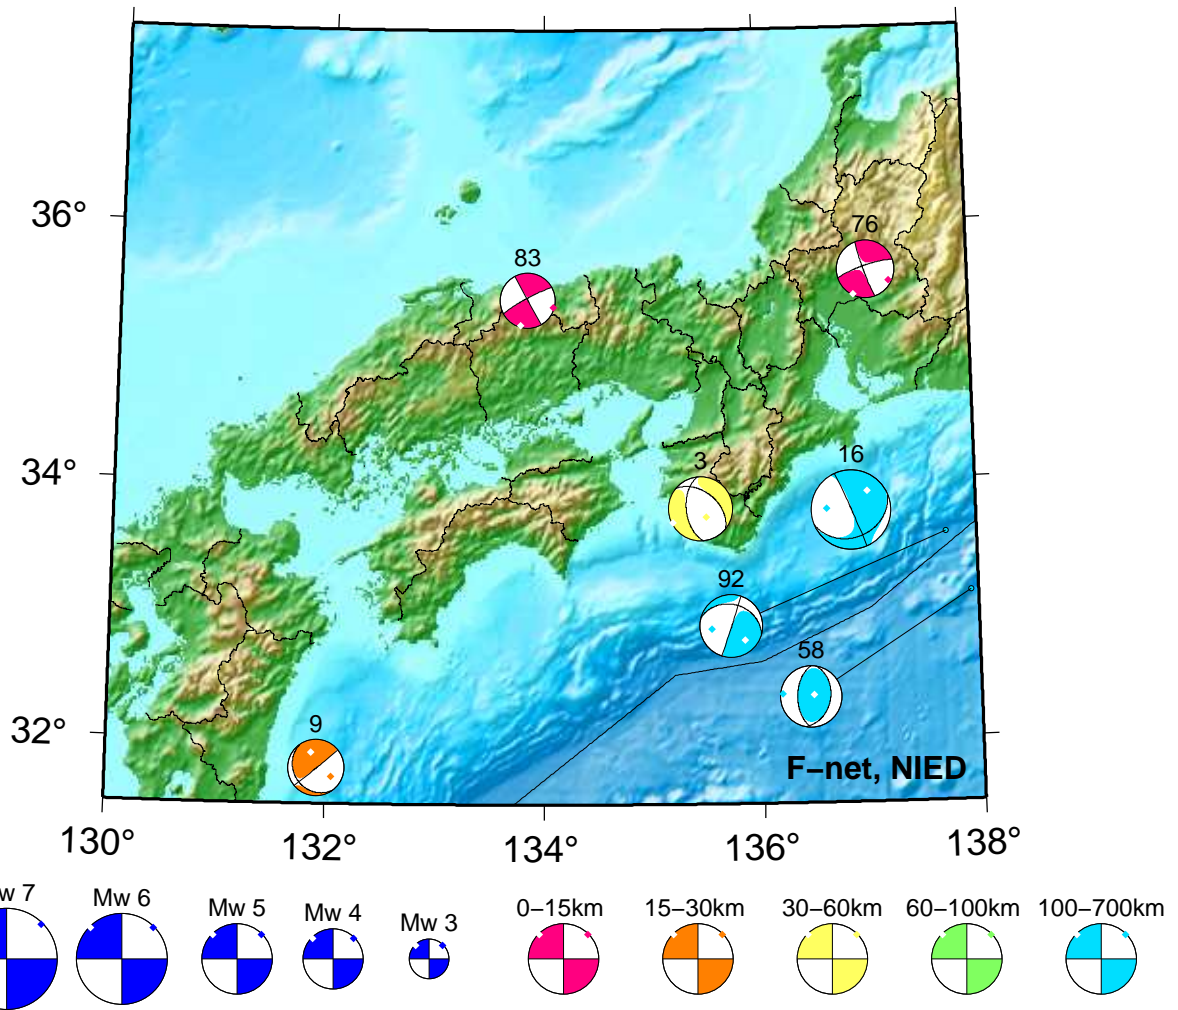 36°
34°
32°
76
83
3
16
92
58
9
F–net, NIED
130°
132°
134°
136°
138°
w 7
Mw 6
Mw 5
Mw 4
Mw 3
0–15km
15–30km
30–60km
60–100km
100–700km